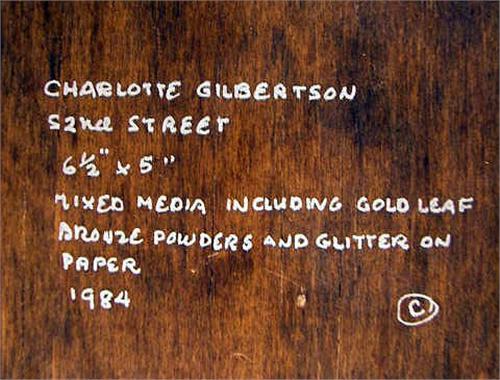 CHARLOTTE GILBERTSON
52nd STREET
6½" x 5"
MIXED MEDIA INCLUDING GOLD LEAF
BRONZE POWDERS AND GLITTER ON
PAPER
1984
©